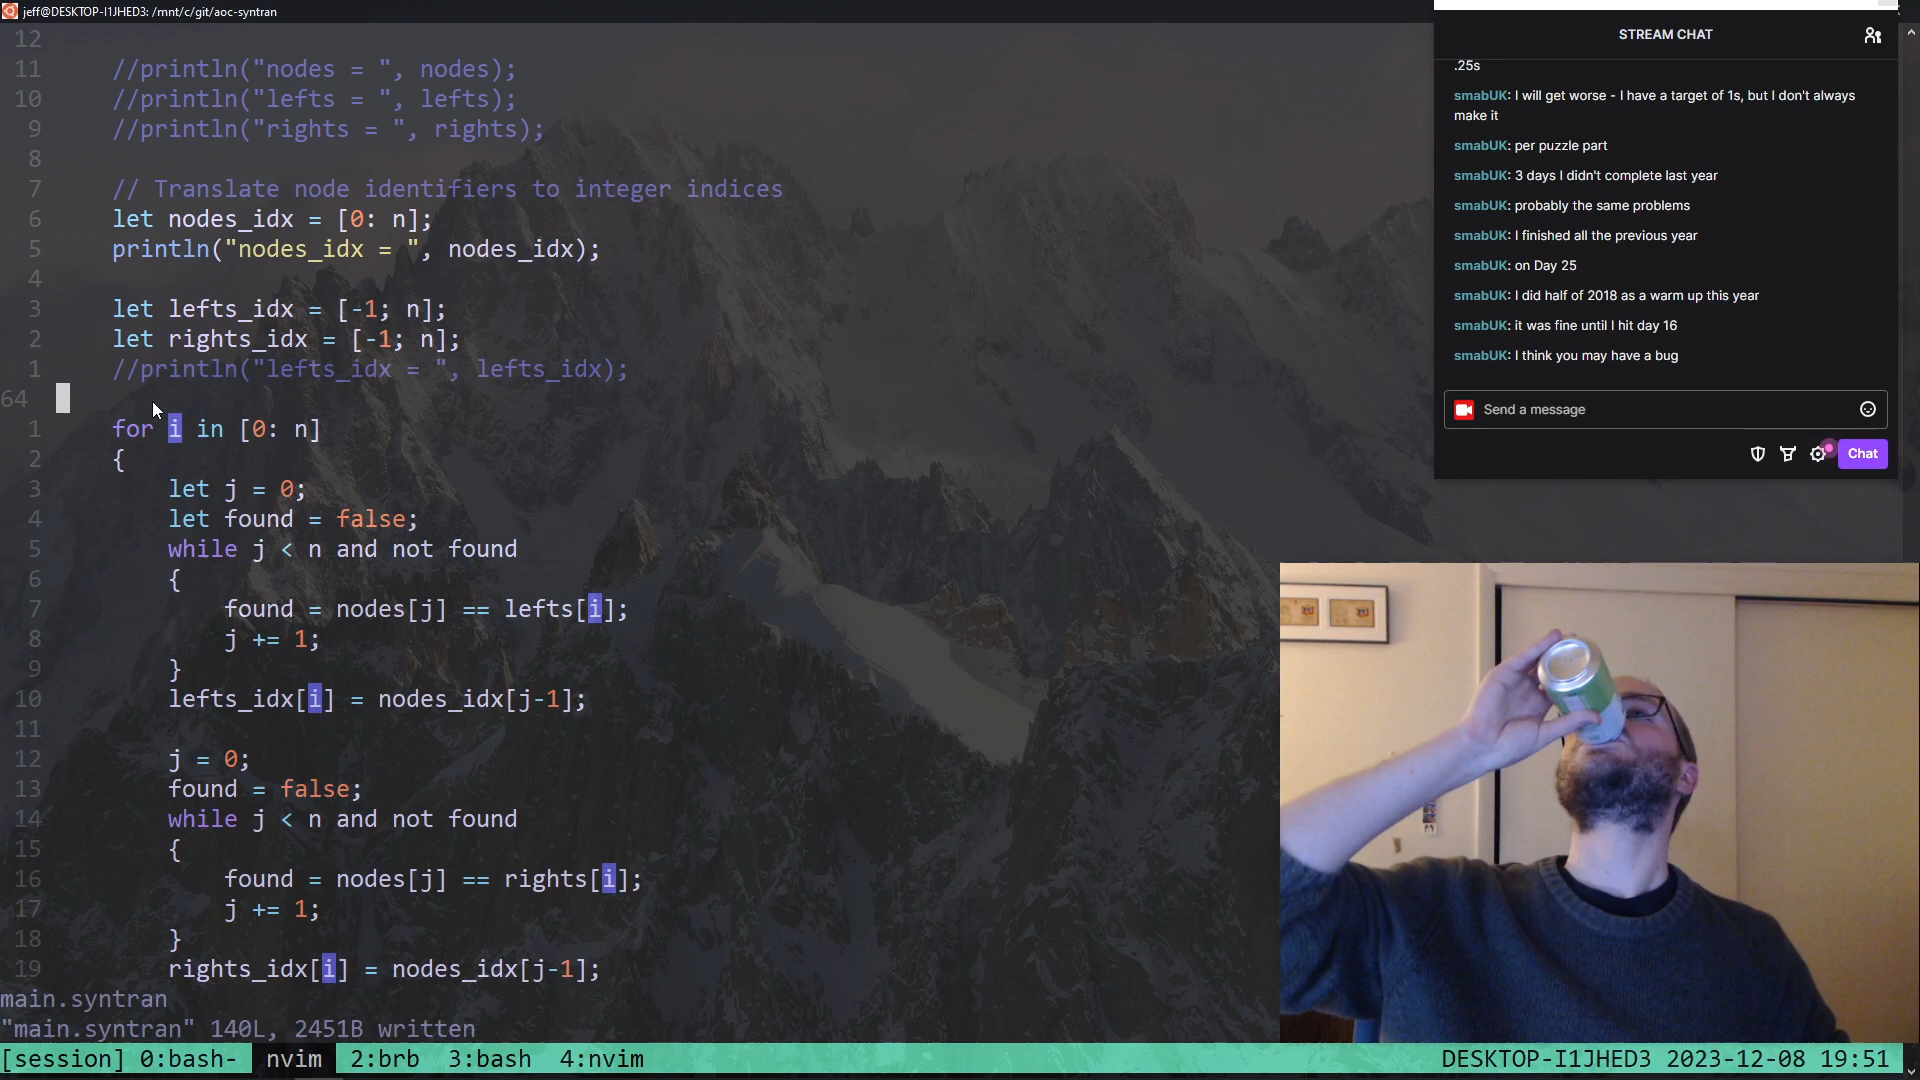 jeff@DESKTOP-I1JHED3: /mnt/c/git/aoc-syntran
12
11 //println("nodes = ", nodes);
10 //println("lefts = ", lefts);
9 //println("rights = ", rights);
8
7 // Translate node identifiers to integer indices
6 let nodes_idx = [0: n];
5 println("nodes_idx = ", nodes_idx);
4
3 let lefts_idx = [-1; n];
2 let rights_idx = [-1; n];
1 //println("lefts_idx = ", lefts_idx);
64
1 for i in [0: n]
2 {
3 let j = 0;
4 let found = false;
5 while j < n and not found
6 {
7 found = nodes[j] == lefts[i];
8 j += 1;
9 }
10 lefts_idx[i] = nodes_idx[j-1];
11
12 j = 0;
13 found = false;
14 while j < n and not found
15 {
16 found = nodes[j] == rights[i];
17 j += 1;
18 }
19 rights_idx[i] = nodes_idx[j-1];
main.syntran
"main.syntran" 140L, 2451B written
[session] 0:bash- nvim 2:brb 3:bash 4:nvim DESKTOP-I1JHED3 2023-12-08 19:51
STREAM CHAT
.25s
smabUK: I will get worse - I have a target of 1s, but I don't always
make it
smabUK: per puzzle part
smabUK: 3 days I didn't complete last year
smabUK: probably the same problems
smabUK: I finished all the previous year
smabUK: on Day 25
smabUK: I did half of 2018 as a warm up this year
smabUK: it was fine until I hit day 16
smabUK: I think you may have a bug
Send a message
Chat